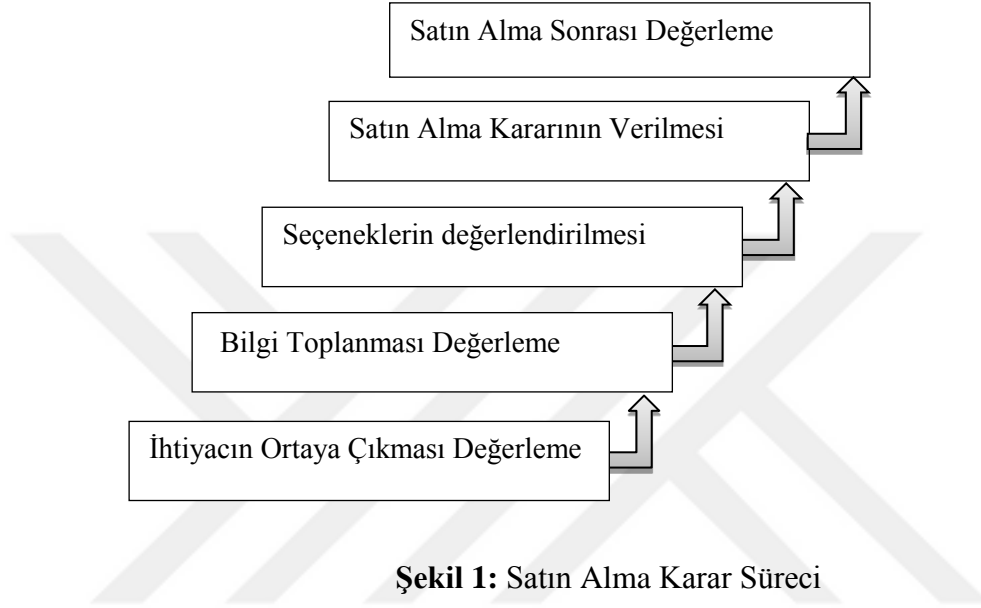 Satın Alma Sonrası Değerleme
Satın Alma Kararının Verilmesi
Seçeneklerin değerlendirilmesi
Bilgi Toplanması Değerleme
İhtiyacın Ortaya Çıkması Değerleme
Şekil 1: Satın Alma Karar Süreci